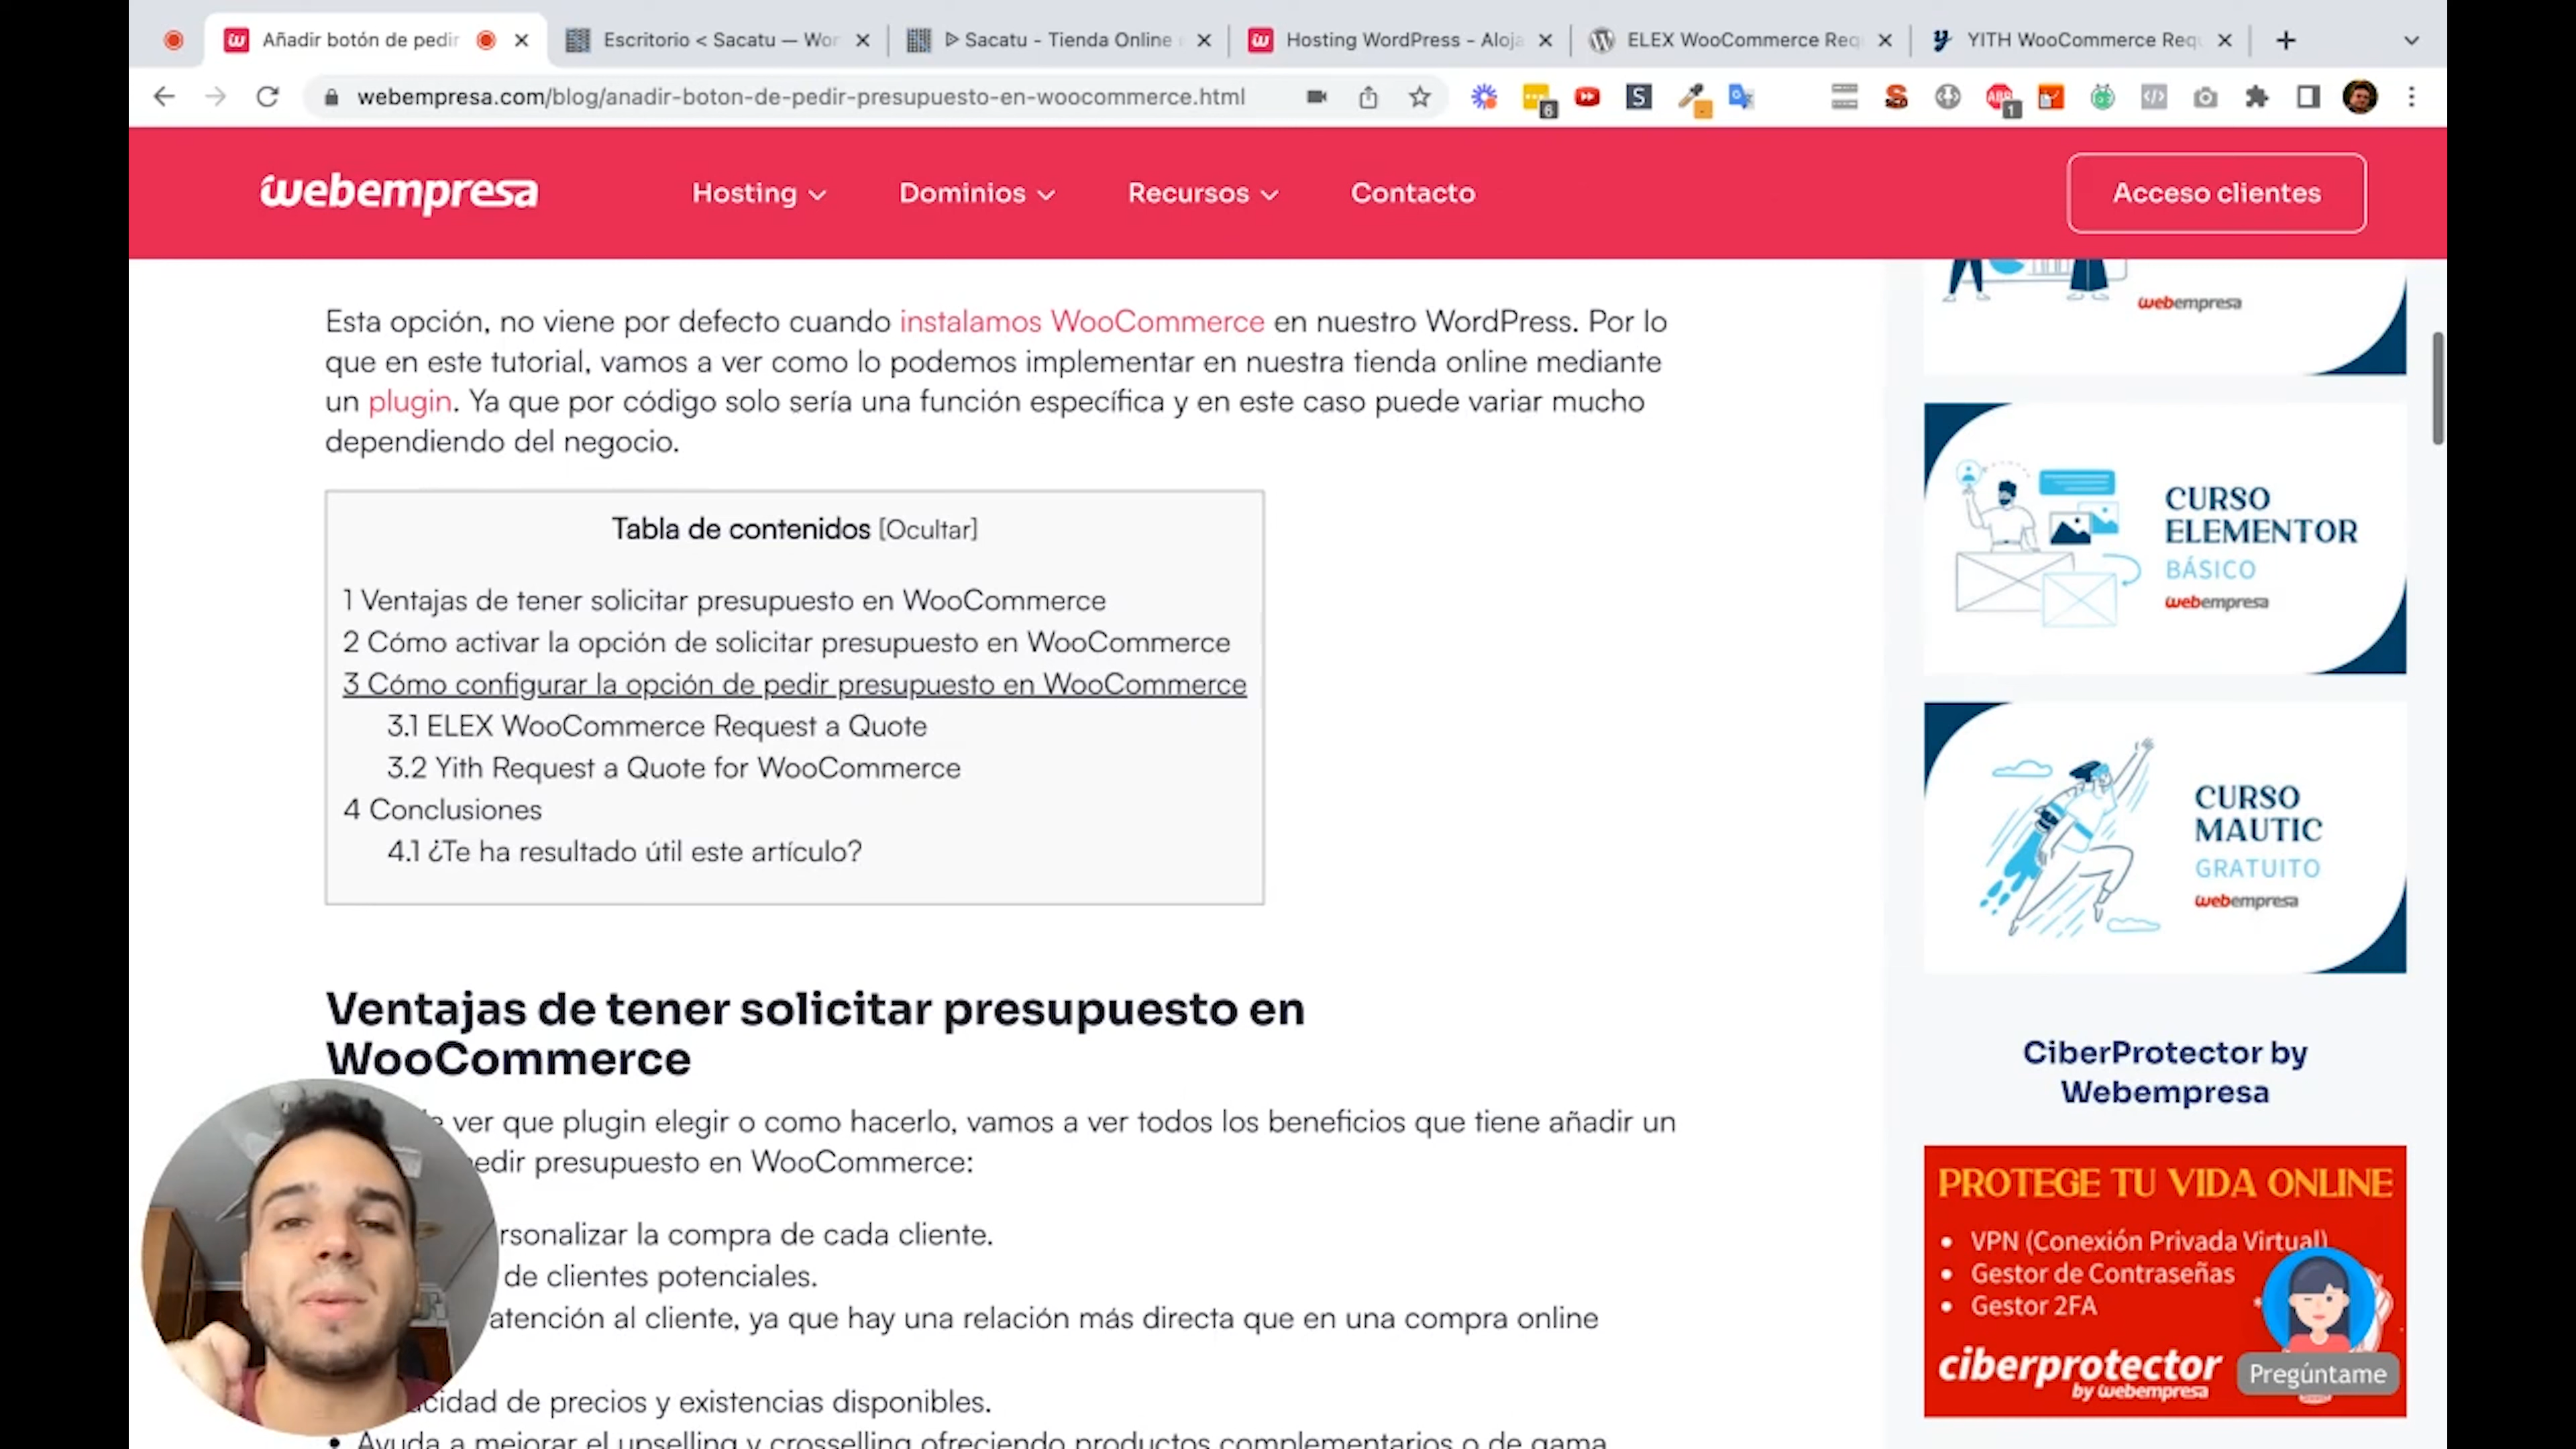 Añadir botón de pedir
Escritorio < Sacatu — Wor
Sacatu - Tienda Online
Hosting WordPress - Aloja
ELEX WooCommerce Req
YITH WooCommerce Requ
webempresa.com/blog/anadir-boton-de-pedir-presupuesto-en-woocommerce.html
6
S
ABP
1
webempresa
Hosting
Dominios
Recursos
Contacto
Acceso clientes
Esta opción, no viene por defecto cuando instalamos WooCommerce en nuestro WordPress. Por lo
que en este tutorial, vamos a ver como lo podemos implementar en nuestra tienda online mediante
un plugin. Ya que por código solo sería una función específica y en este caso puede variar mucho
dependiendo del negocio.
Tabla de contenidos [Ocultar]
1 Ventajas de tener solicitar presupuesto en WooCommerce
2 Cómo activar la opción de solicitar presupuesto en WooCommerce
3 Cómo configurar la opción de pedir presupuesto en WooCommerce
3.1 ELEX WooCommerce Request a Quote
3.2 Yith Request a Quote for WooCommerce
4 Conclusiones
4.1 ¿Te ha resultado útil este artículo?
Ventajas de tener solicitar presupuesto en
WooCommerce
ver que plugin elegir o como hacerlo, vamos a ver todos los beneficios que tiene añadir un
edir presupuesto en WooCommerce:
rsonalizar la compra de cada cliente.
de clientes potenciales.
atención al cliente, ya que hay una relación más directa que en una compra online
cidad de precios y existencias disponibles.
Ayuda a mejorar el upselling y crosselling ofreciendo productos complementarios o de gama
webempresa
CURSO
ELEMENTOR
BÁSICO
webempresa
CURSO
MAUTIC
GRATUITO
webempresa
CiberProtector by
Webempresa
PROTEGE TU VIDA ONLINE
VPN (Conexión Privada Virtual)
Gestor de Contraseñas
Gestor 2FA
ciberprotector
by webempresa
Pregúntame